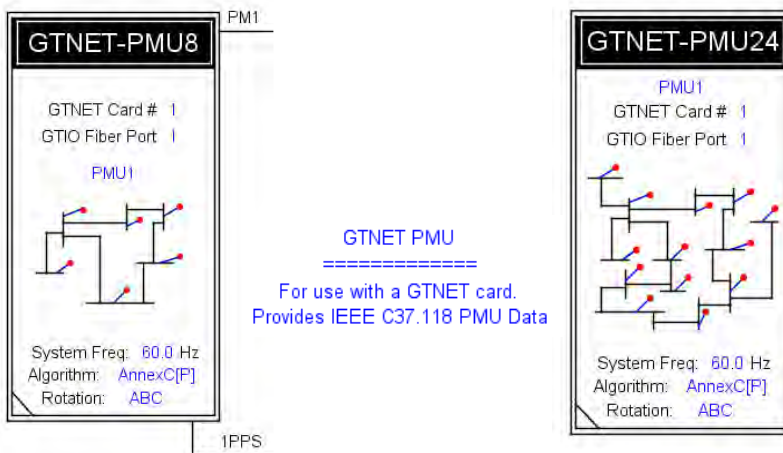 PM1
GTNET-PMU8
GTNET Card # 1
GTIO Fiber Port 1
PMU1
System Freq: 60.0 Hz
Algorithm: AnnexC[P]
Rotation: ABC
1PPS
GTNET PMU
=============
For use with a GTNET card.
Provides IEEE C37.118 PMU Data
GTNET-PMU24
PMU1
GTNET Card # 1
GTIO Fiber Port 1
System Freq: 60.0 Hz
Algorithm: AnnexC[P]
Rotation: ABC